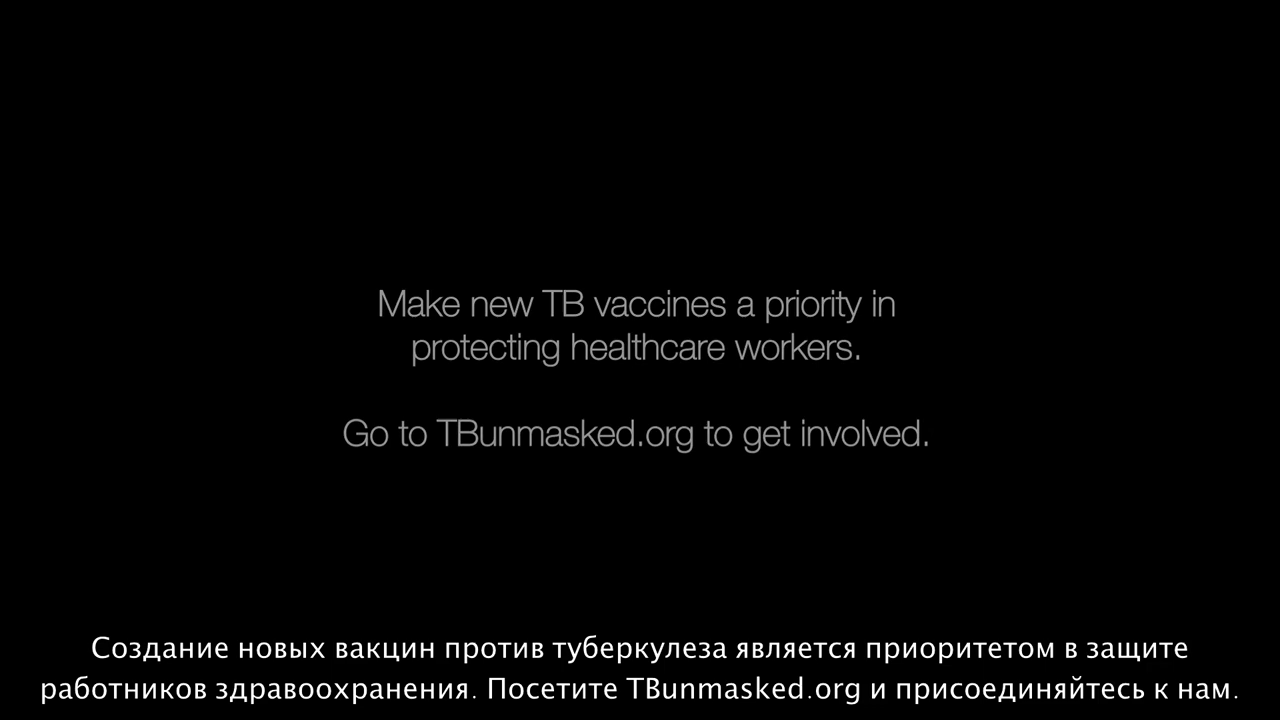 Make new TB vaccines a priority in
protecting healthcare workers.
Go to TBunmasked.org to get involved.
Создание новых вакцин против туберкулеза является приоритетом в защите
работников здравоохранения. Посетите TBunmasked.org и присоединяйтесь к нам.